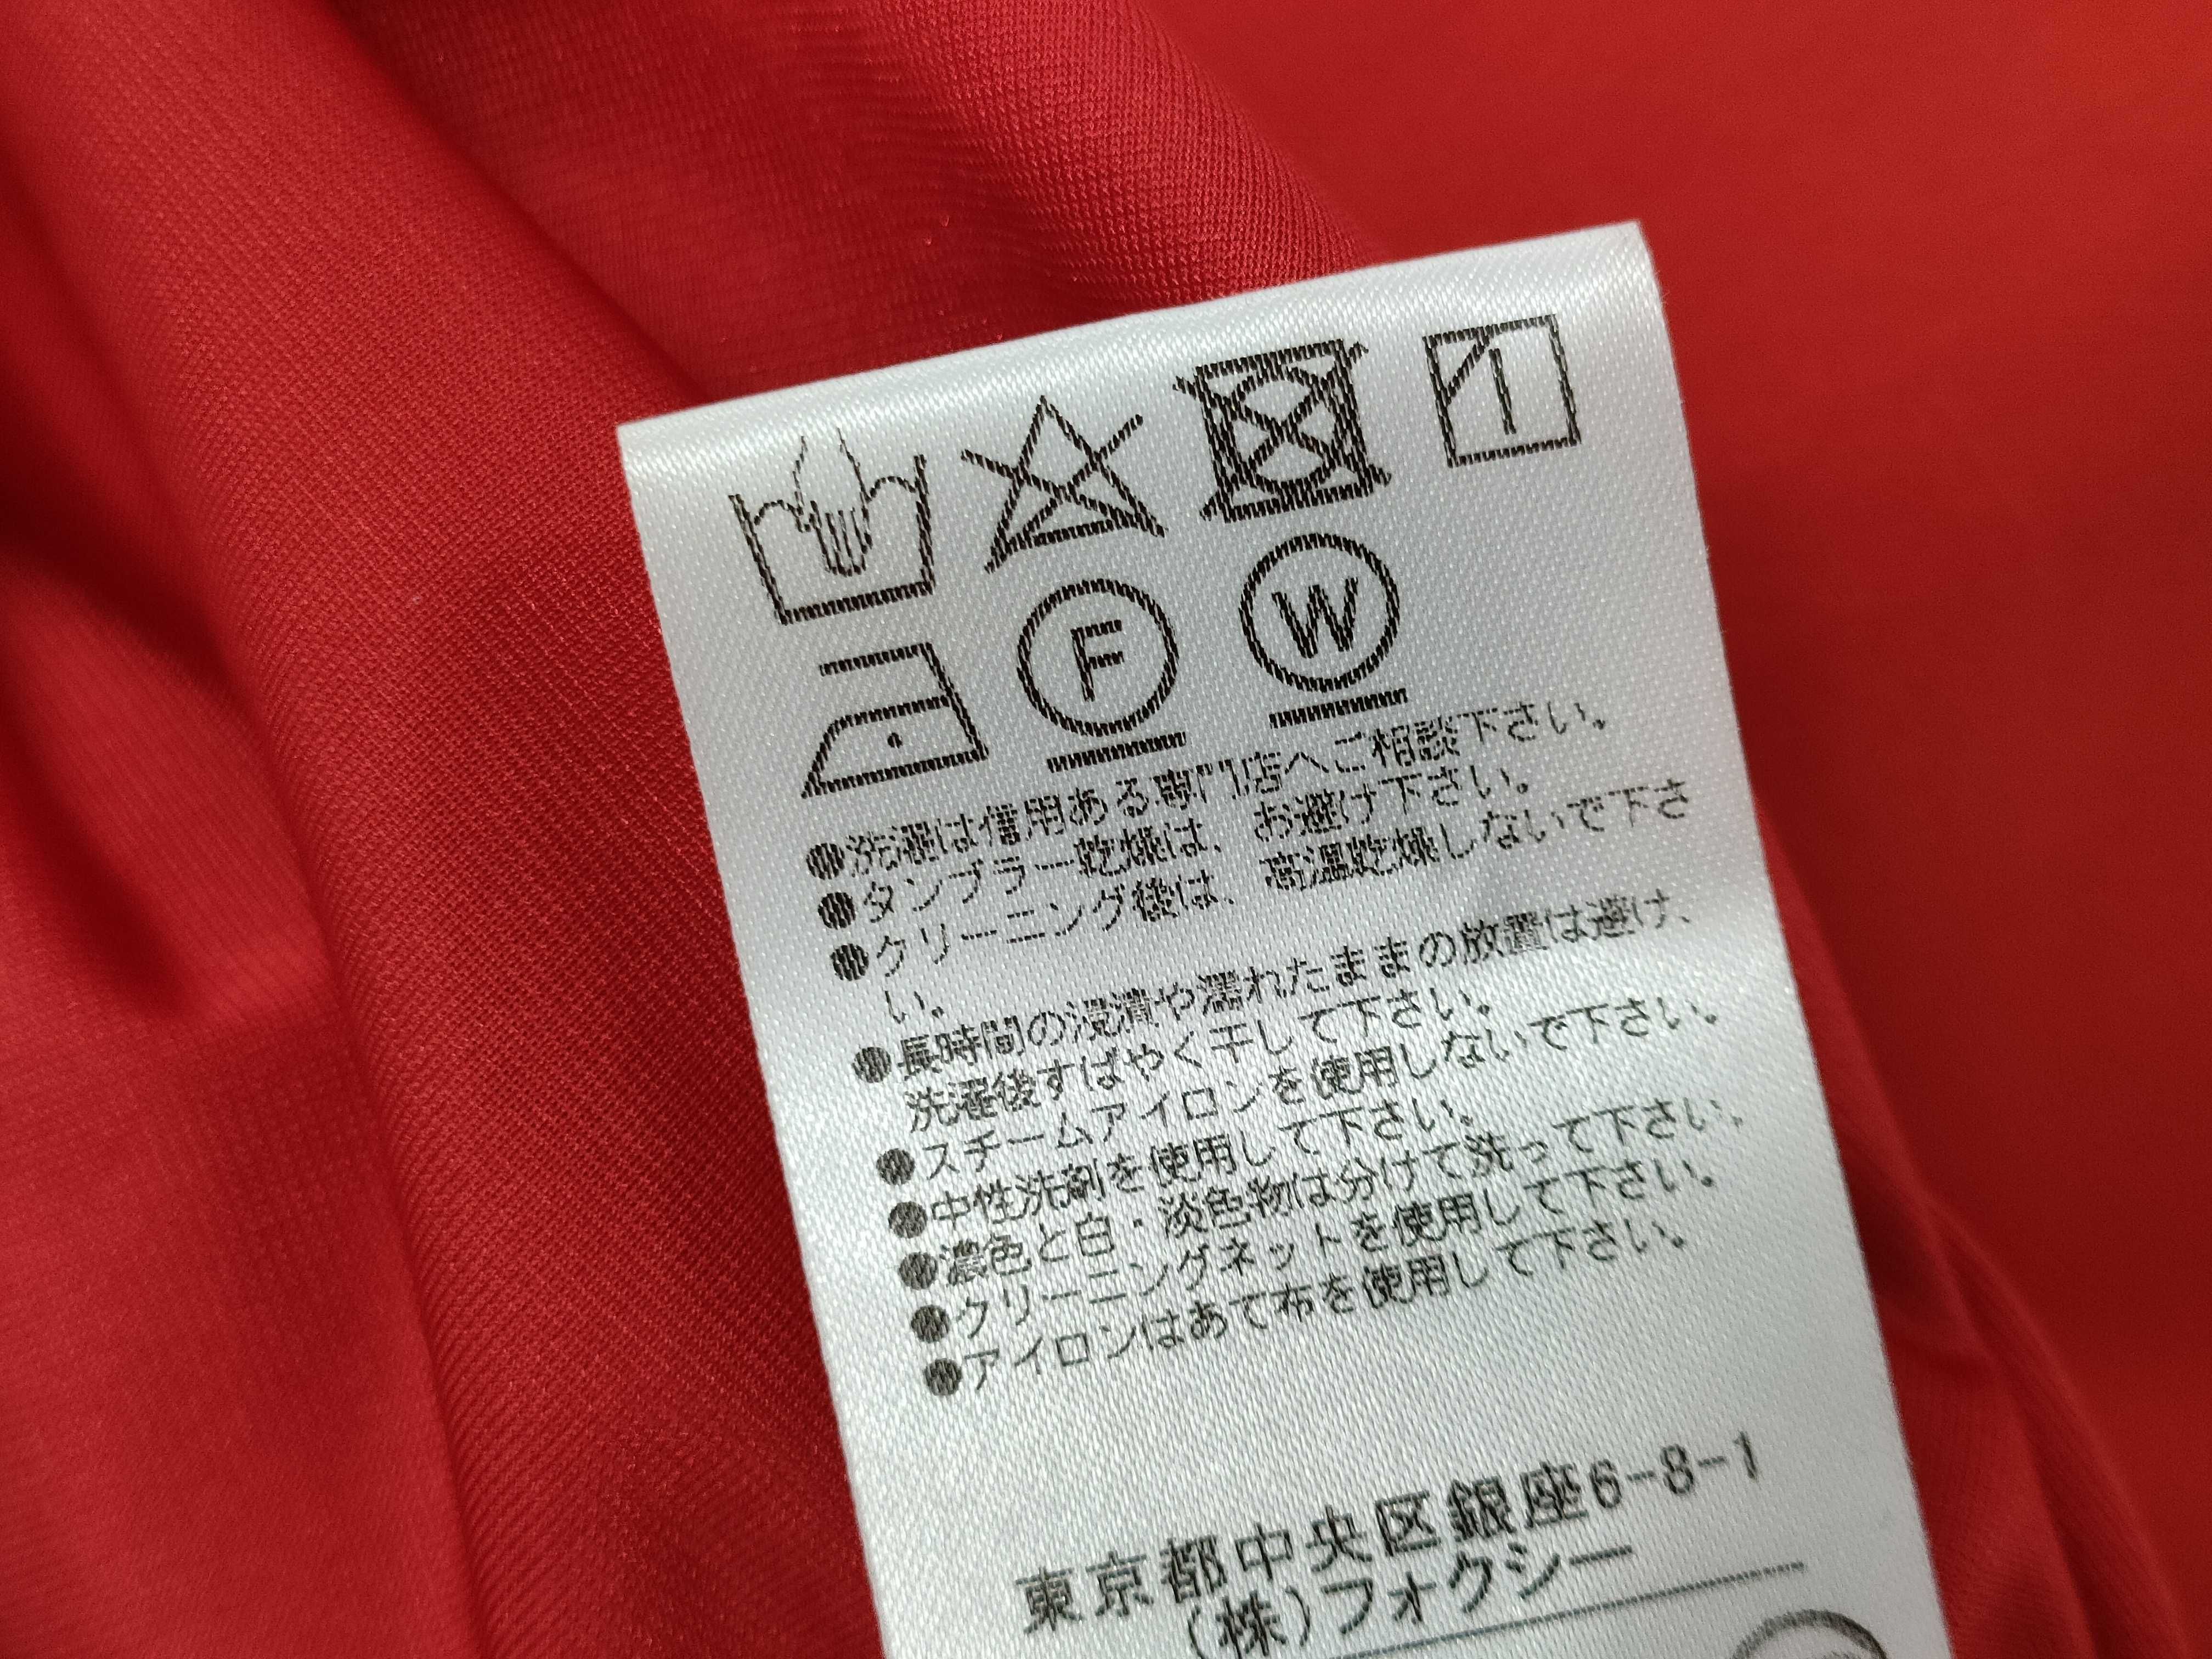 F W
●洗濯は信用ある専門店へご相談下さい。
●タンブラー乾燥は、お避け下さい。
●クリーニング後は、高温乾燥しないで下さ
い。
●長時間の浸漬や濡れたままの放置は避け、
洗濯後すばやく干して下さい。
●スチームアイロンを使用しないで下さい。
●中性洗剤を使用して下さい。
●濃色と白・淡色物は分けて洗って下さい。
●クリーニングネットを使用して下さい。
●アイロンはあて布を使用して下さい。
東京都中央区銀座6-8-1
(株)フォクシー